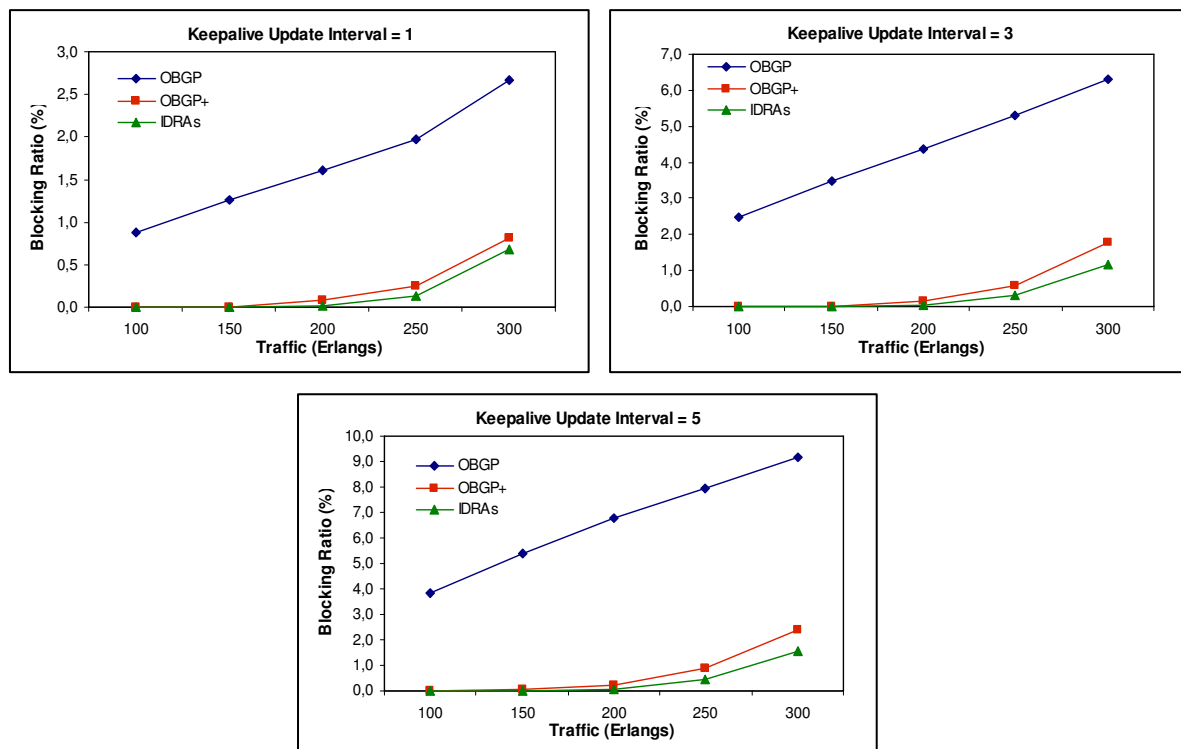 Keepalive Update Interval = 1
3,0
2,5
2,0
1,5
1,0
0,5
0,0
Blocking Ratio (%)
OBGP
OBGP+
IDRAs
100 150 200 250 300
Traffic (Erlangs)
Keepalive Update Interval = 3
7,0
6,0
5,0
4,0
3,0
2,0
1,0
0,0
Blocking Ratio (%)
OBGP
OBGP+
IDRAs
100 150 200 250 300
Traffic (Erlangs)
Keepalive Update Interval = 5
10,0
9,0
8,0
7,0
6,0
5,0
4,0
3,0
2,0
1,0
0,0
Blocking Ratio (%)
OBGP
OBGP+
IDRAs
100 150 200 250 300
Traffic (Erlangs)